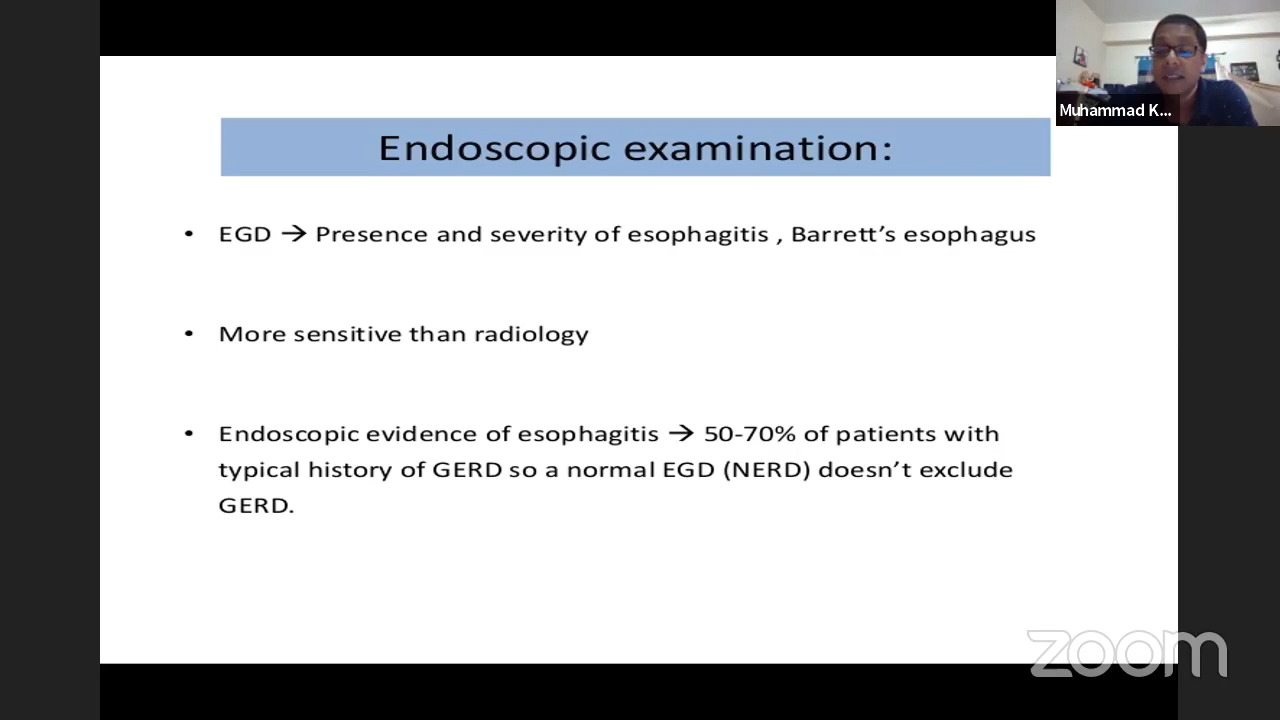 Endoscopic examination:
• EGD → Presence and severity of esophagitis , Barrett’s esophagus
• More sensitive than radiology
• Endoscopic evidence of esophagitis → 50-70% of patients with
typical history of GERD so a normal EGD (NERD) doesn’t exclude
GERD.
Muhammad K...
zoom